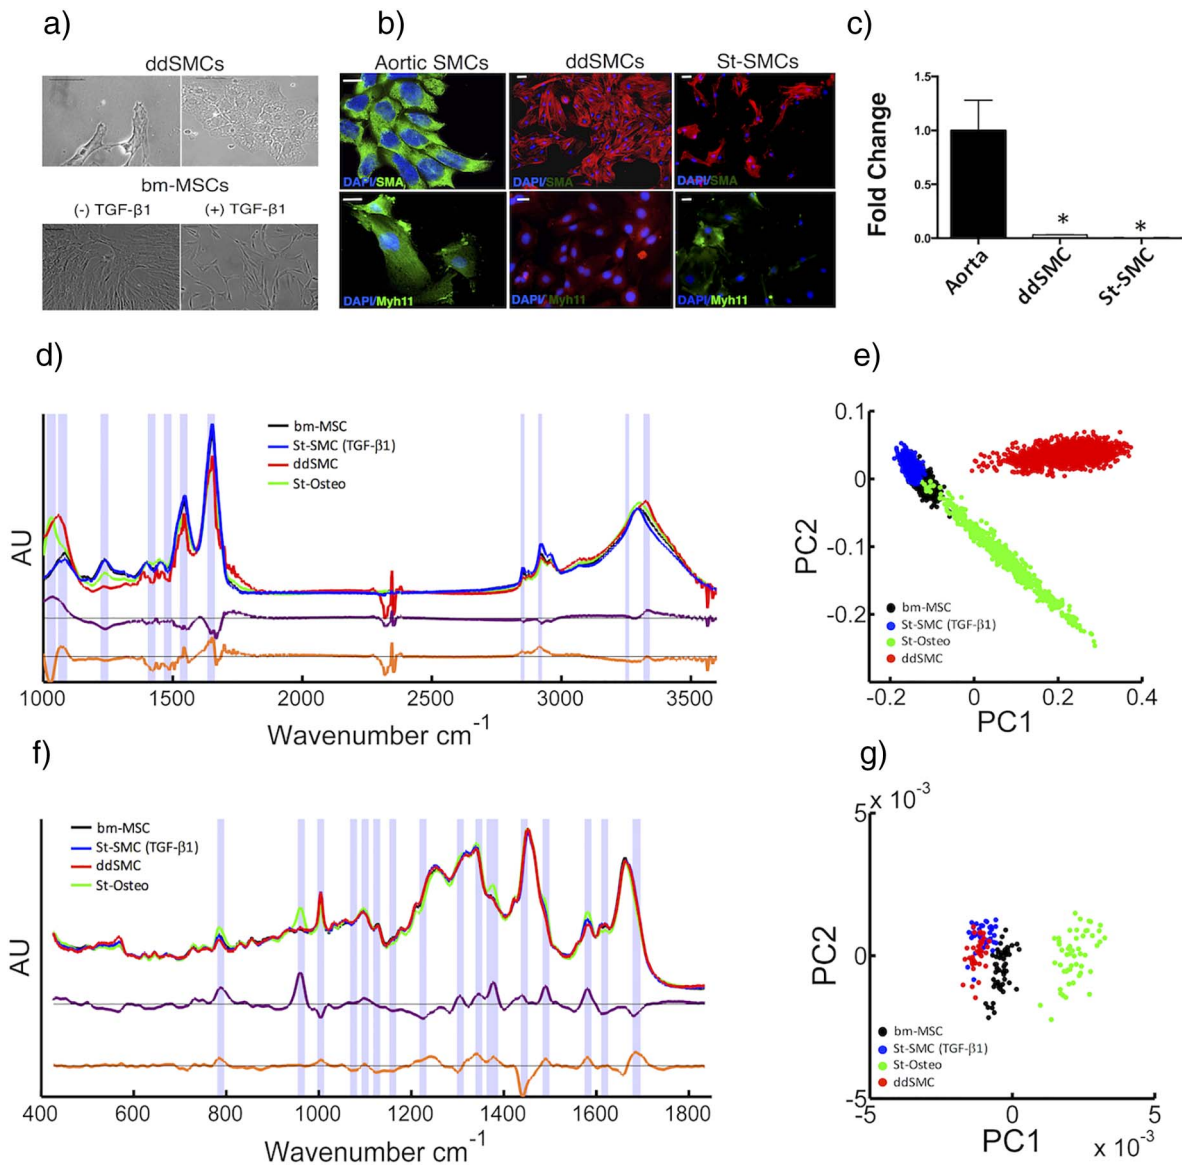 a)
b)
c)
ddSMCs
bm-MSCs
(-) TGF-β1
(+) TGF-β1
Aortic SMCs
ddSMCs
St-SMCs
DAPI/SMA
DAPI/SMA
DAPI/SMA
DAPI/Myh11
DAPI/Myh11
DAPI/Myh11
Fold Change
1.5
1.0
0.5
0.0
*
*
Aorta
ddSMC
St-SMC
d)
bm-MSC
St-SMC (TGF-β1)
ddSMC
St-Osteo
AU
1000
1500
2000
2500
3000
3500
Wavenumber cm-1
e)
0.1
0
-0.1
-0.2
PC2
bm-MSC
St-SMC (TGF-β1)
St-Osteo
ddSMC
-0.2
0
0.2
0.4
PC1
f)
bm-MSC
St-SMC (TGF-β1)
ddSMC
St-Osteo
AU
400
600
800
1000
1200
1400
1600
1800
Wavenumber cm-1
g)
5 x 10-3
0
-5
PC2
bm-MSC
St-SMC (TGF-β1)
St-Osteo
ddSMC
-5
0
5
PC1
x 10-3